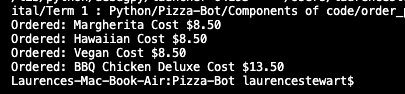 ital/Term 1 : Python/Pizza-Bot/Components of code/order_
Ordered: Margherita Cost $8.50
Ordered: Hawaiian Cost $8.50
Ordered: Vegan Cost $8.50
Ordered: BBQ Chicken Deluxe Cost $13.50
Laurences-Mac-Book-Air:Pizza-Bot laurencestewart$